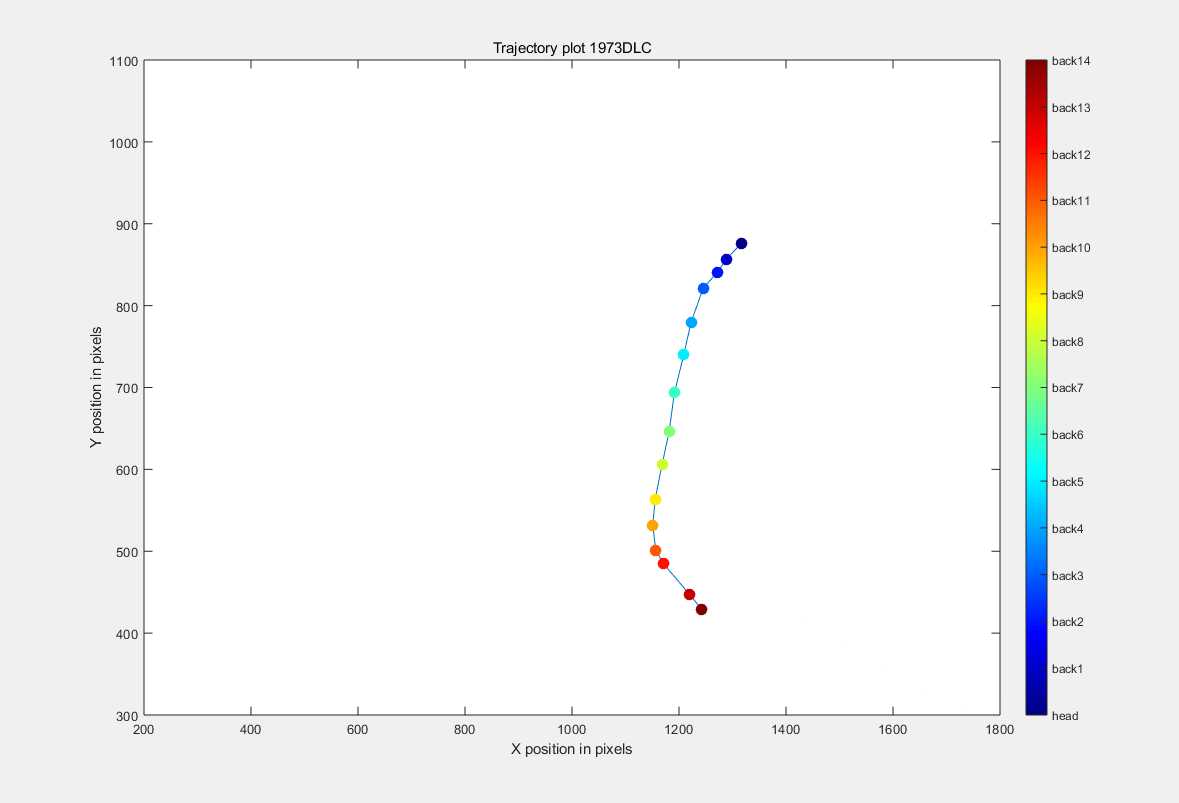 Trajectory plot 1973DLC
1100
1000
900
800
700
600
500
400
300
Y position in pixels
200
400
600
800
1000
1200
1400
1600
1800
X position in pixels
back14
back13
back12
back11
back10
back9
back8
back7
back6
back5
back4
back3
back2
back1
head